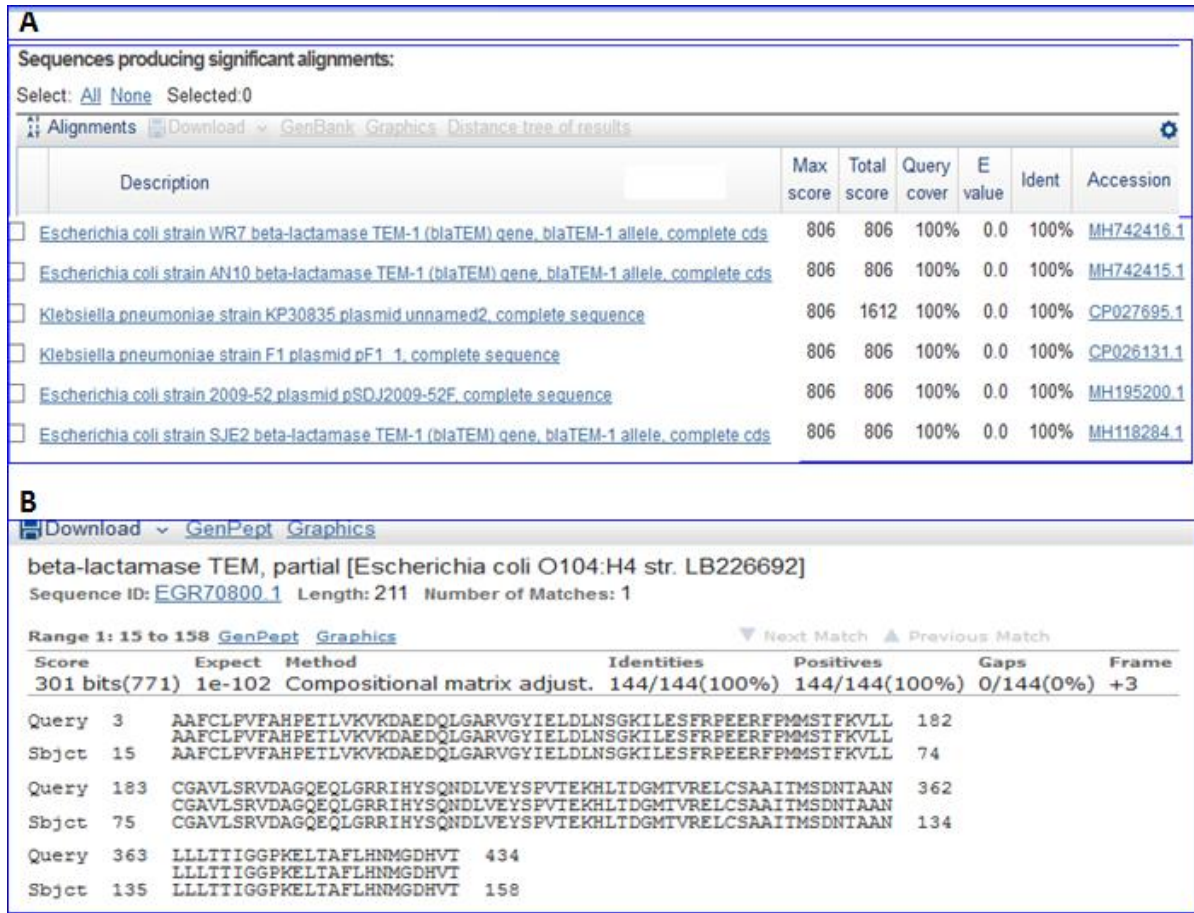 A
Sequences producing significant alignments:
Select: All None Selected:0
Alignments Download GenBank Graphics Distance tree of results
Description Max score Total score Query cover E value Ident Accession
Escherichia coli strain WR7 beta-lactamase TEM-1 (blaTEM) gene, blaTEM-1 allele, complete cds 806 806 100% 0.0 100% MH742416.1
Escherichia coli strain AN10 beta-lactamase TEM-1 (blaTEM) gene, blaTEM-1 allele, complete cds 806 806 100% 0.0 100% MH742415.1
Klebsiella pneumoniae strain KP30835 plasmid unnamed2, complete sequence 806 1612 100% 0.0 100% CP027695.1
Klebsiella pneumoniae strain F1 plasmid pF1_1, complete sequence 806 806 100% 0.0 100% CP026131.1
Escherichia coli strain 2009-52 plasmid pSDJ2009-52F, complete sequence 806 806 100% 0.0 100% MH195200.1
Escherichia coli strain SJE2 beta-lactamase TEM-1 (blaTEM) gene, blaTEM-1 allele, complete cds 806 806 100% 0.0 100% MH118284.1
B
Download GenPept Graphics
beta-lactamase TEM, partial [Escherichia coli O104:H4 str. LB226692]
Sequence ID: EGR70800.1 Length: 211 Number of Matches: 1
Range 1: 15 to 158 GenPept Graphics Next Match Previous Match
Score Expect Method Identities Positives Gaps Frame
301 bits(771) 1e-102 Compositional matrix adjust. 144/144(100%) 144/144(100%) 0/144(0%) +3
Query 3 AAFCLPVFAHPETLVKVKDAEDQLGARVGYIELDLNSGKILESFRPEERFPMMSTFKVLL 182
AAFCLPVFAHPETLVKVKDAEDQLGARVGYIELDLNSGKILESFRPEERFPMMSTFKVLL
Sbjct 15 AAFCLPVFAHPETLVKVKDAEDQLGARVGYIELDLNSGKILESFRPEERFPMMSTFKVLL 74
Query 183 CGAVLSRVDAGQEQLGRRIHYSQNDLVEYSPVTEKHLTDGMTVRELCSAAITMSDNTAAN 362
CGAVLSRVDAGQEQLGRRIHYSQNDLVEYSPVTEKHLTDGMTVRELCSAAITMSDNTAAN
Sbjct 75 CGAVLSRVDAGQEQLGRRIHYSQNDLVEYSPVTEKHLTDGMTVRELCSAAITMSDNTAAN 134
Query 363 LLLTTIGGPKELTAFLHNMGDHVT 434
LLLTTIGGPKELTAFLHNMGDHVT
Sbjct 135 LLLTTIGGPKELTAFLHNMGDHVT 158